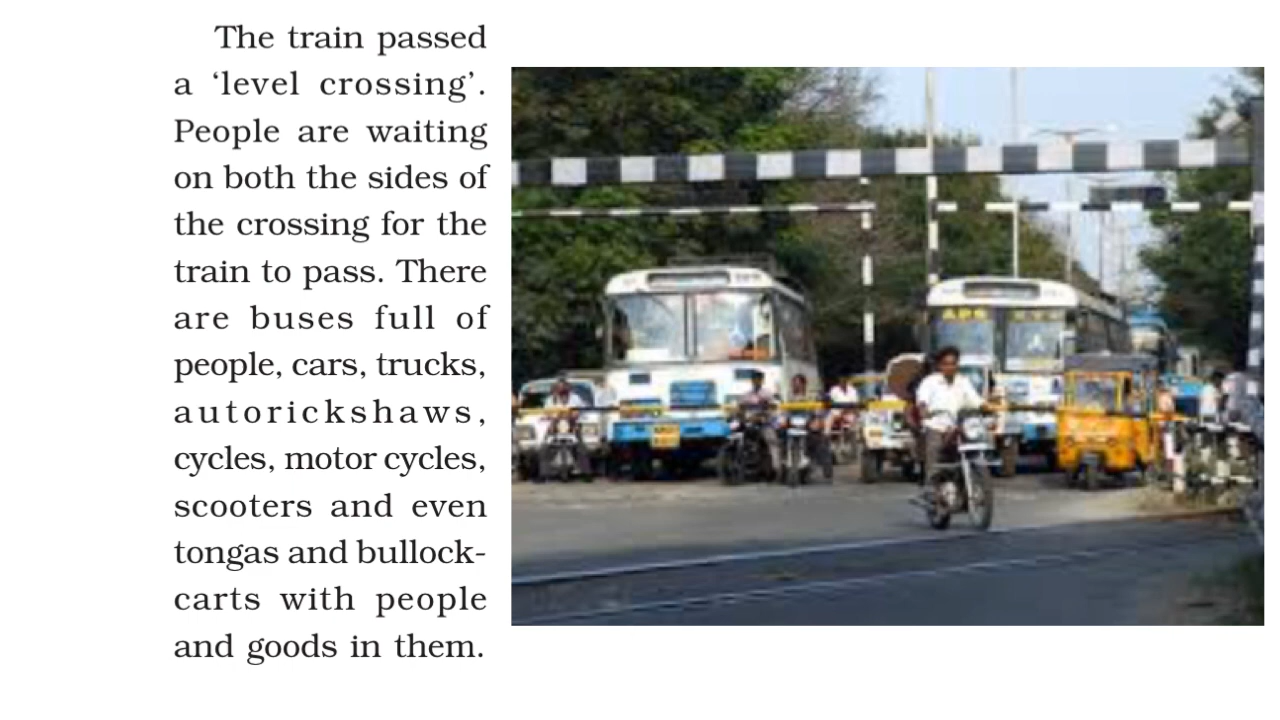 The train passed
a ‘level crossing’.
People are waiting
on both the sides of
the crossing for the
train to pass. There
are buses full of
people, cars, trucks,
autorickshaws,
cycles, motor cycles,
scooters and even
tongas and bullock-
carts with people
and goods in them.